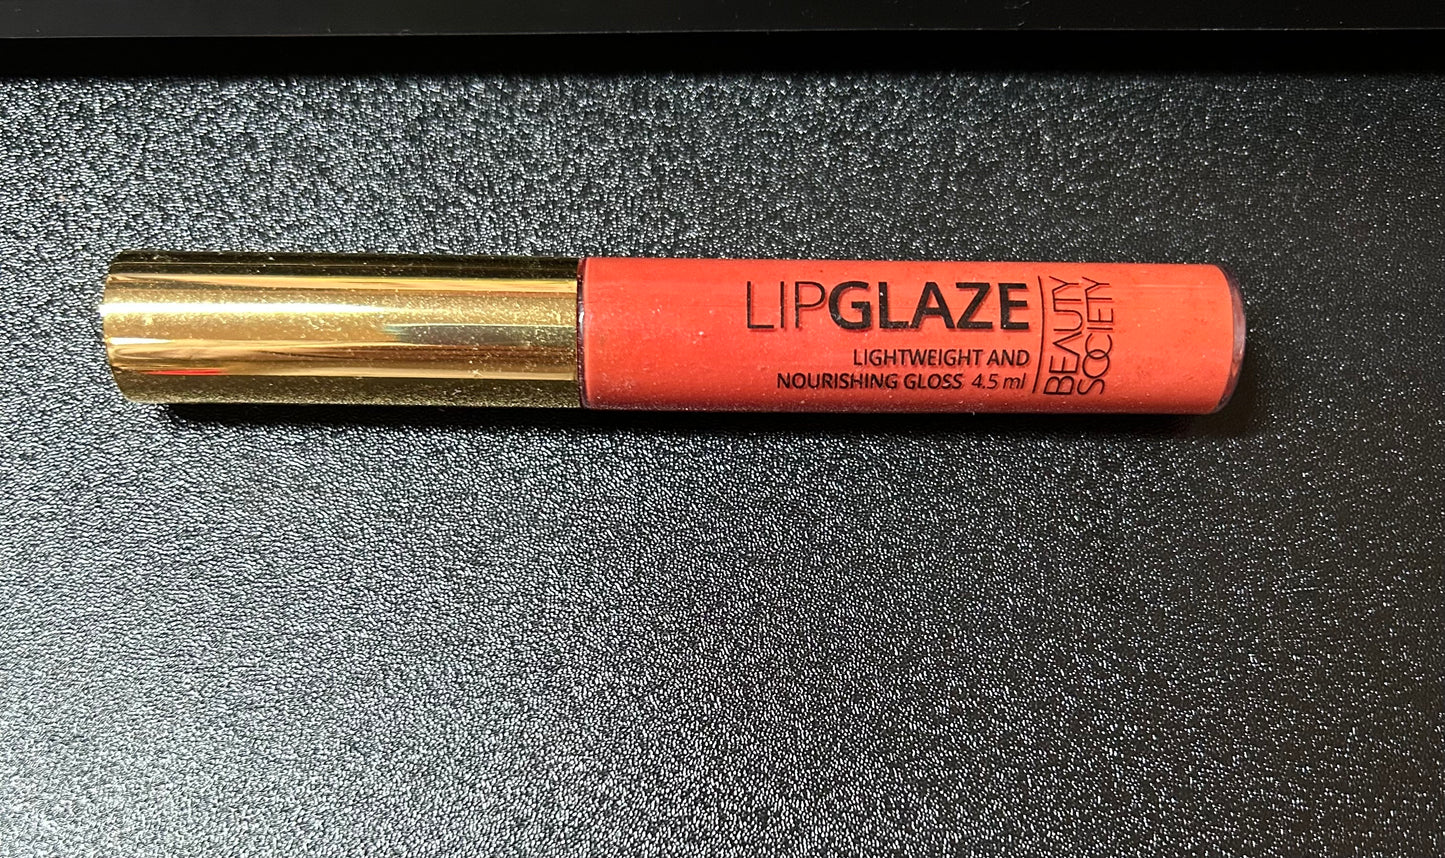 LIPGLAZE
LIGHTWEIGHT AND
NOURISHING GLOSS 4.5 ml
BEAUTY
SOCIETY